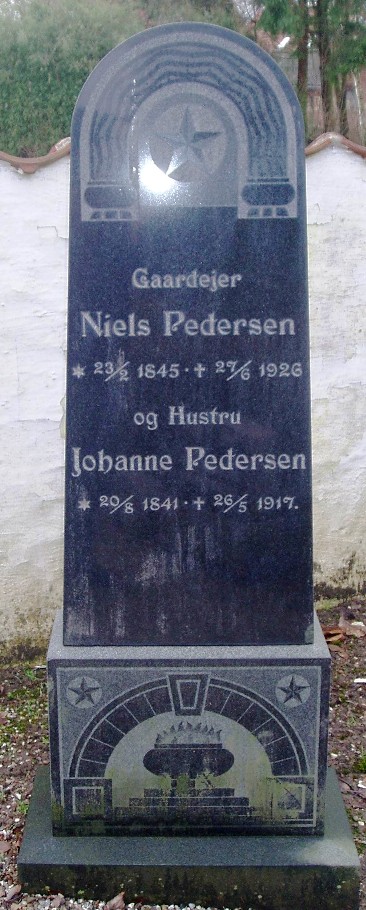 Gaardejer
Niels Pedersen
* 23/2 1845 · + 27/6 1926
og Hustru
Johanne Pedersen
* 20/8 1841 · + 26/5 1917.